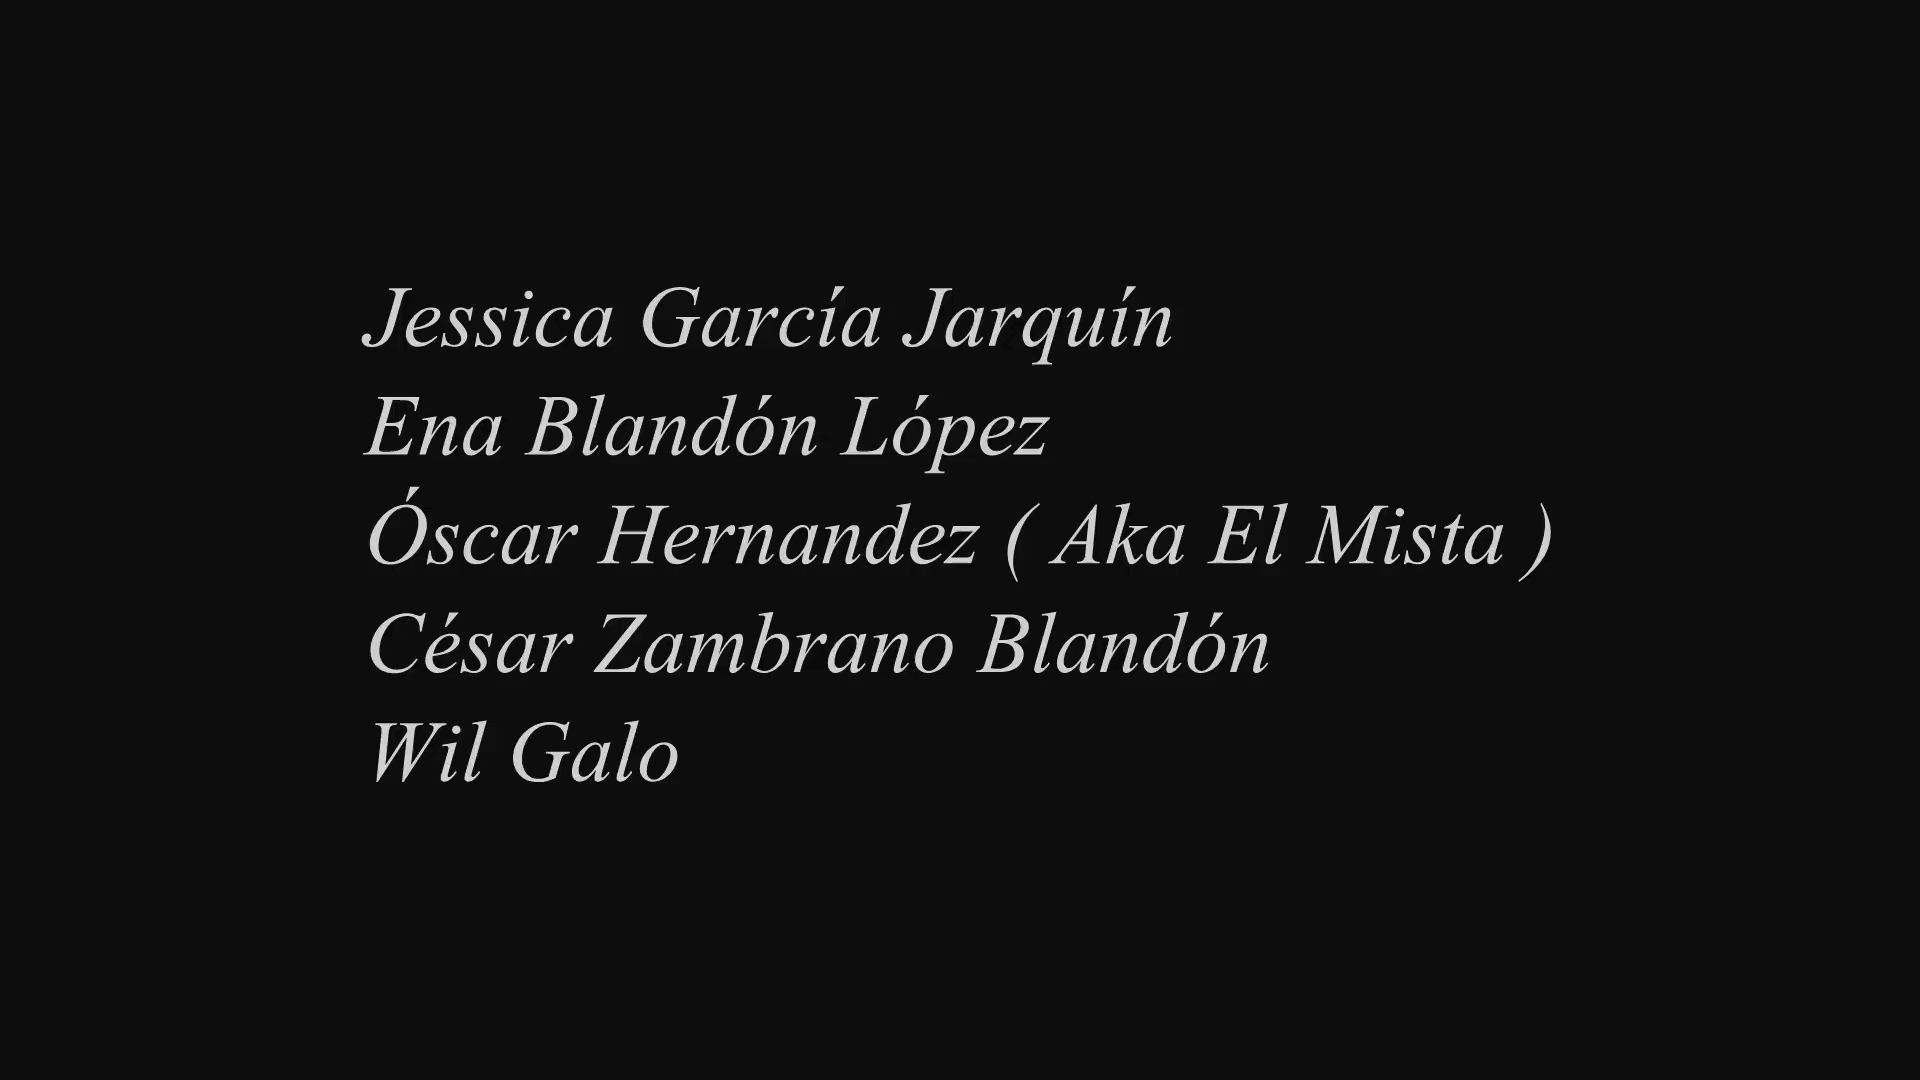 Jessica García Jarquín
Ena Blandón López
Óscar Hernandez ( Aka El Mista )
César Zambrano Blandón
Wil Galo